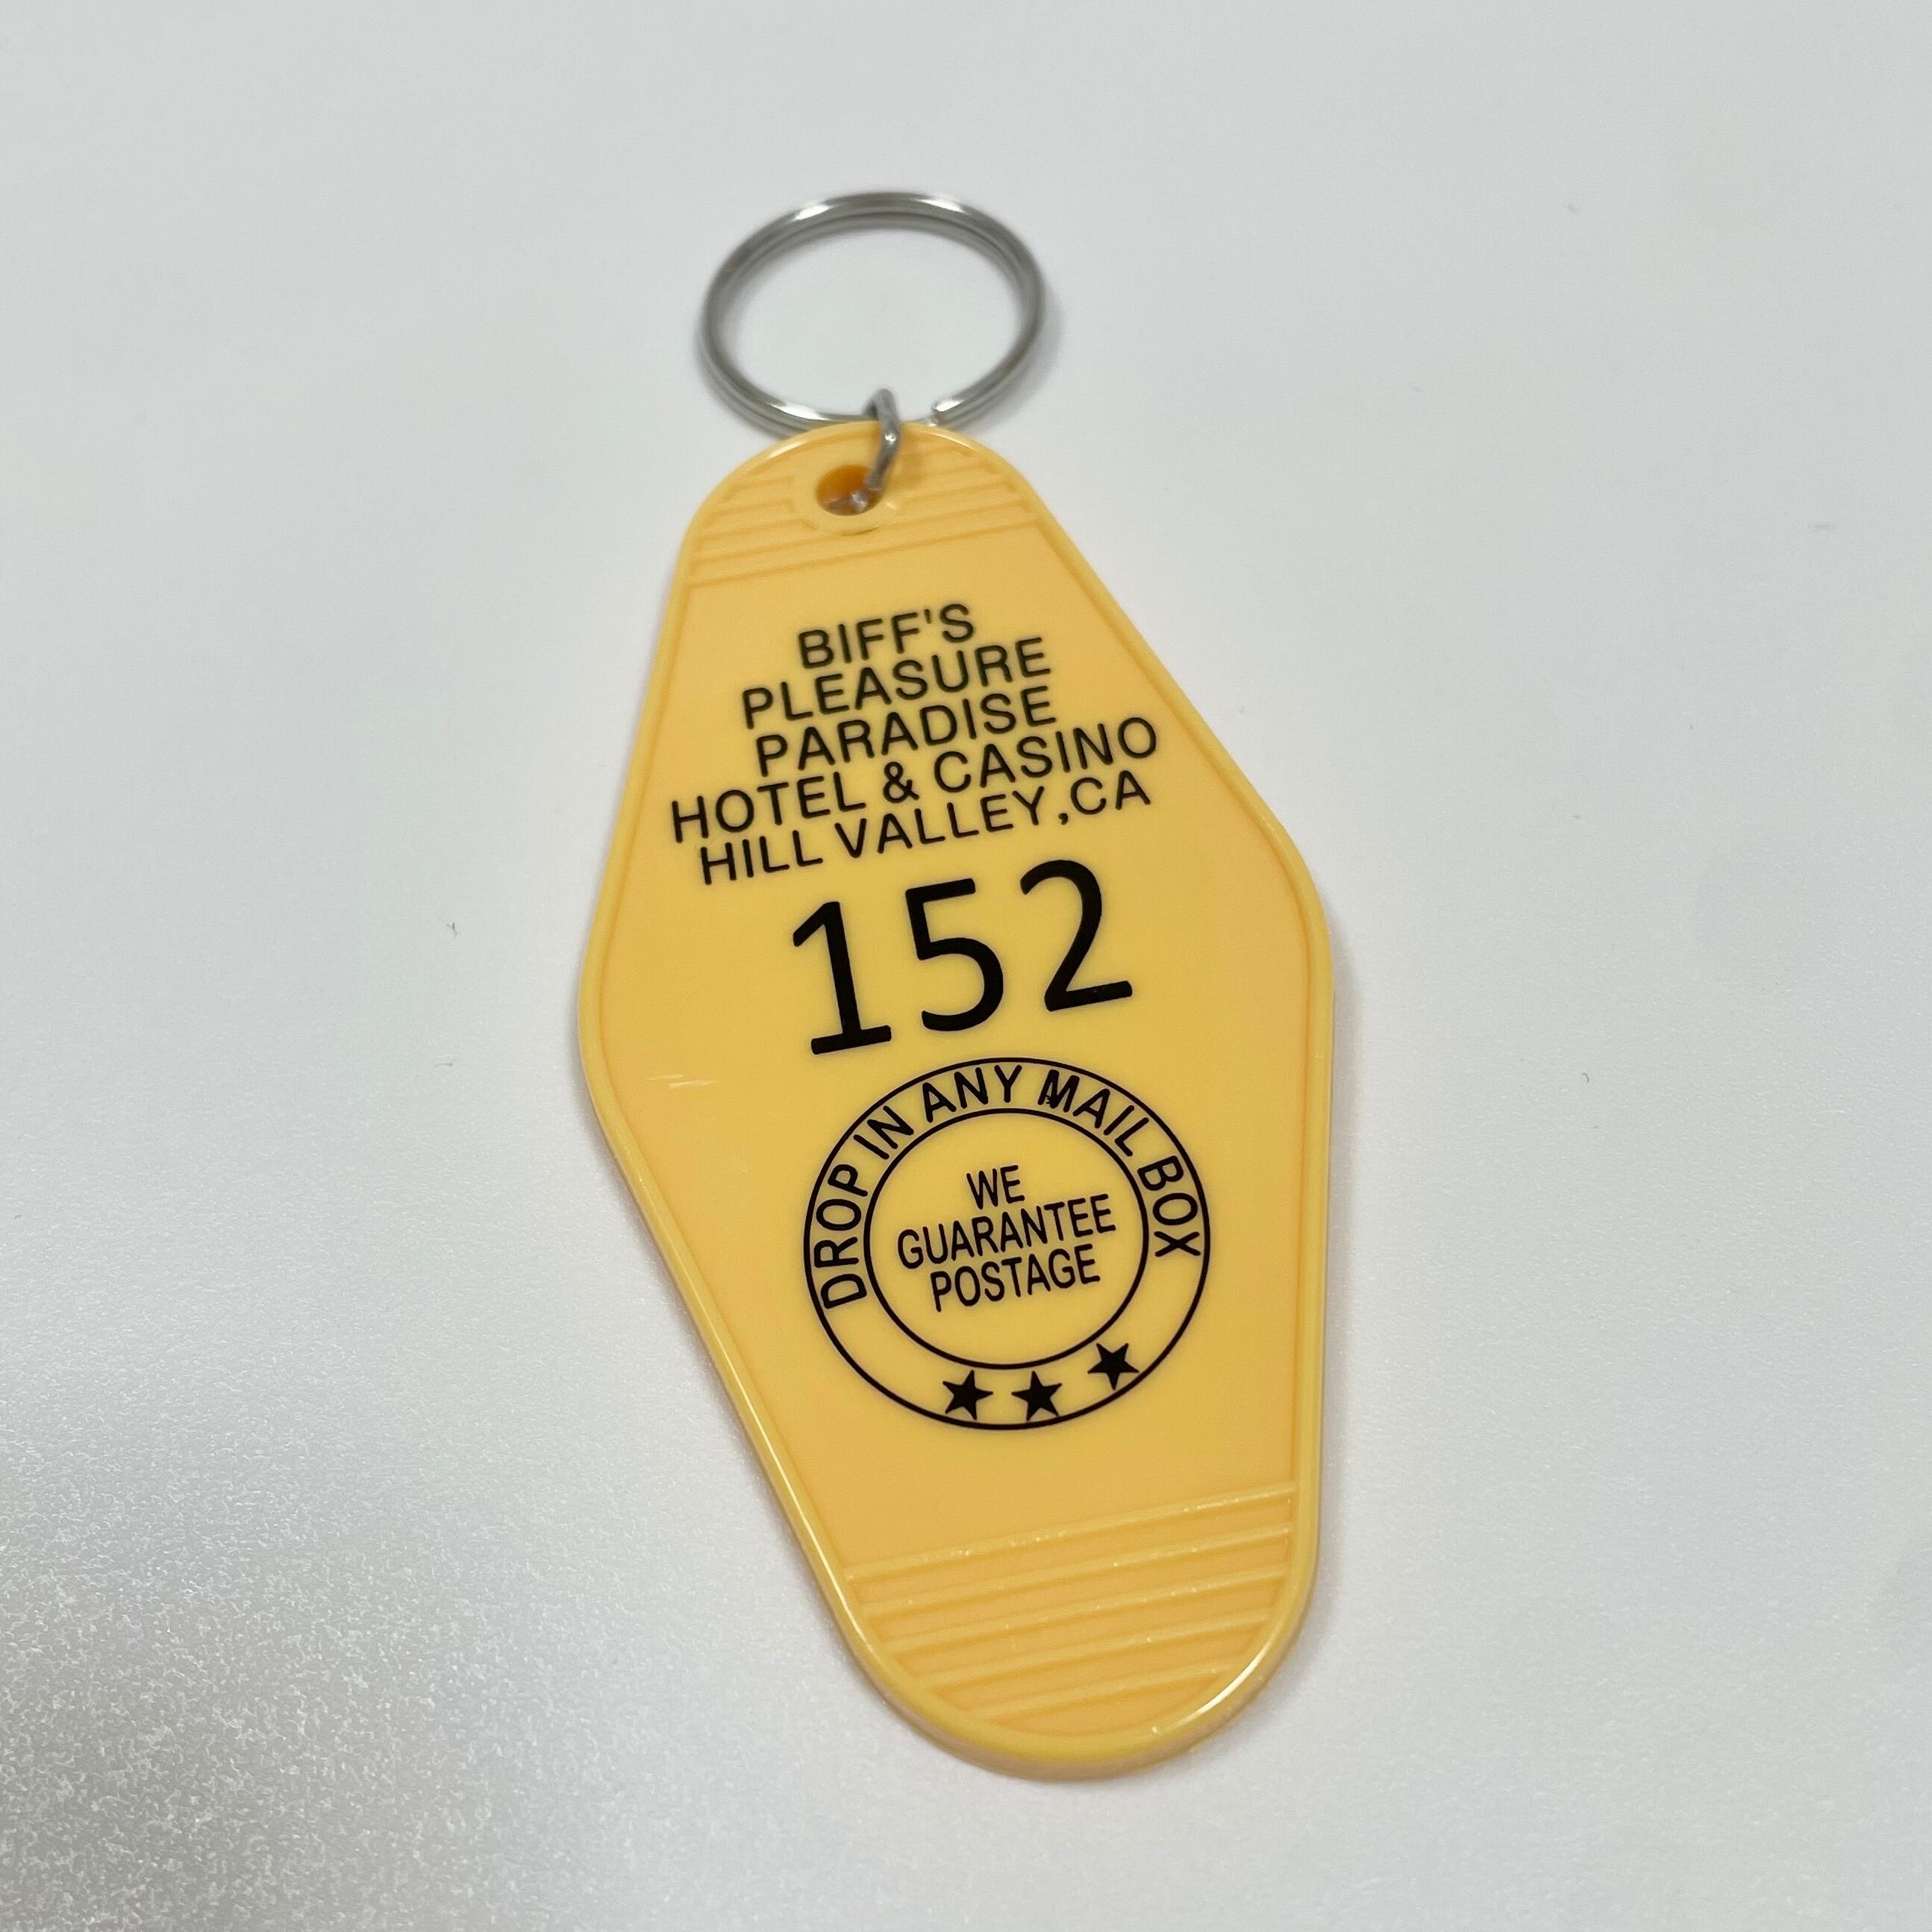 BIFF'S
PLEASURE
PARADISE
HOTEL & CASINO
HILL VALLEY,CA
152
DROP IN ANY MAIL BOX
WE
GUARANTEE
POSTAGE